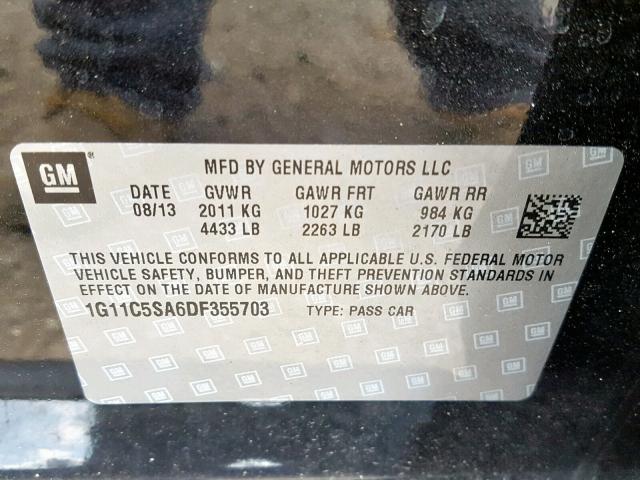 GM ® MFD BY GENERAL MOTORS LLC
DATE GVWR GAWR FRT GAWR RR
08/13 2011 KG 1027 KG 984 KG
4433 LB 2263 LB 2170 LB
THIS VEHICLE CONFORMS TO ALL APPLICABLE U.S. FEDERAL MOTOR
VEHICLE SAFETY, BUMPER, AND THEFT PREVENTION STANDARDS IN
EFFECT ON THE DATE OF MANUFACTURE SHOWN ABOVE.
1G11C5SA6DF355703 TYPE: PASS CAR